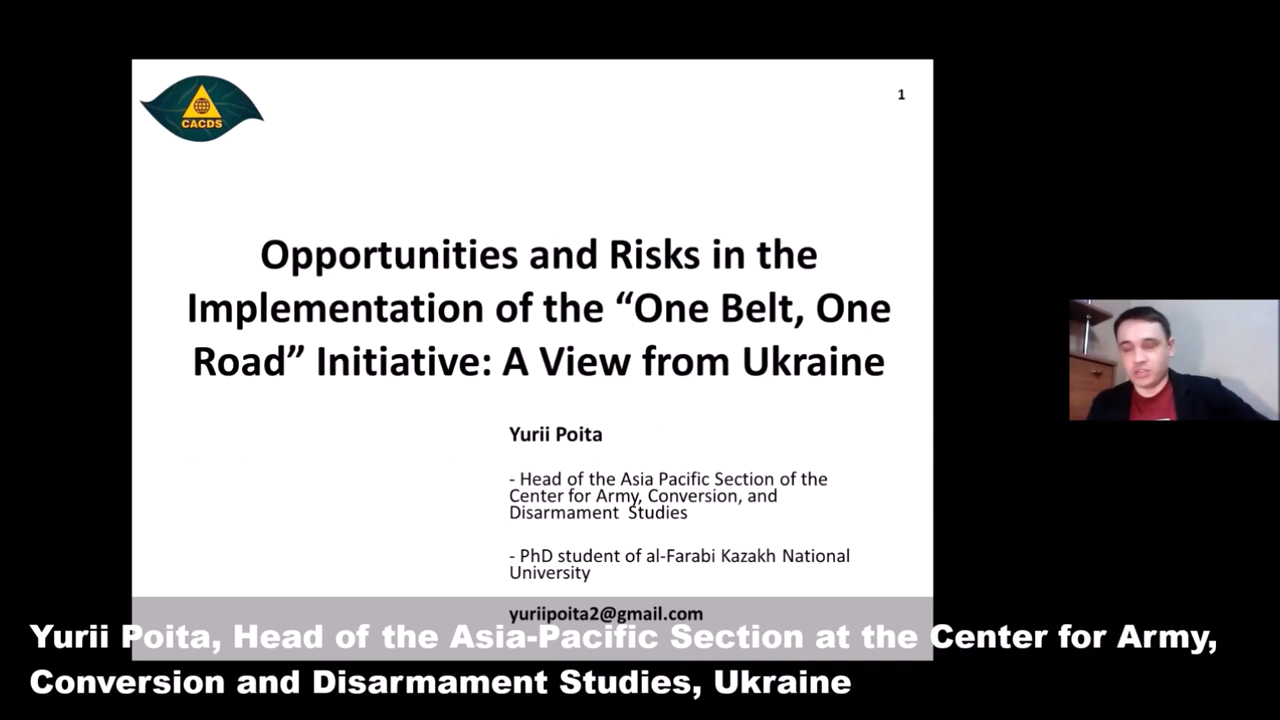 CACDS
1
Opportunities and Risks in the
Implementation of the “One Belt, One
Road” Initiative: A View from Ukraine
Yurii Poita
- Head of the Asia Pacific Section of the
Center for Army, Conversion, and
Disarmament Studies
- PhD student of al-Farabi Kazakh National
University
yuriipoita2@gmail.com
Yurii Poita, Head of the Asia-Pacific Section at the Center for Army,
Conversion and Disarmament Studies, Ukraine